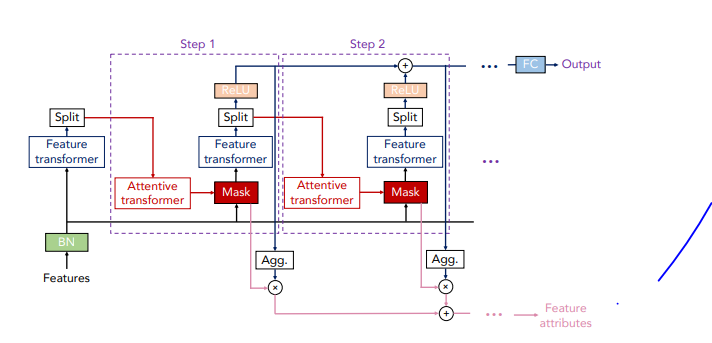 Step 1
Step 2
FC
Output
ReLU
ReLU
Split
Split
Split
Feature
transformer
Feature
transformer
Feature
transformer
Attentive
transformer
Mask
Attentive
transformer
Mask
BN
Features
Agg.
Agg.
Feature
attributes